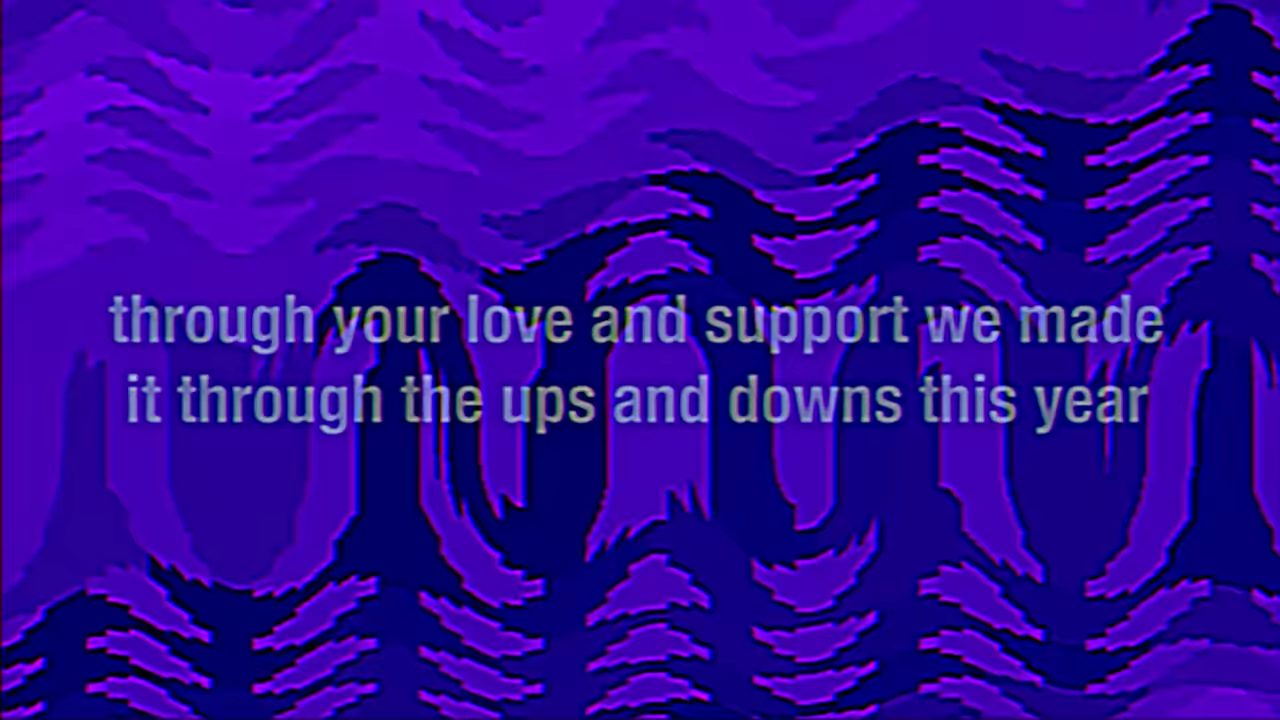 through your love and support we made
it through the ups and downs this year